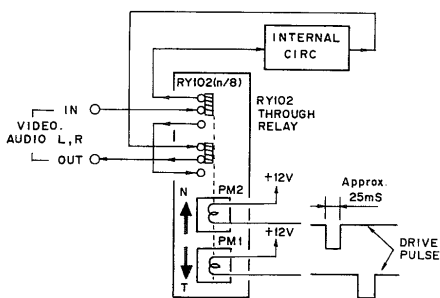 INTERNAL
CIRC
RY102(n/8)
RY102
THROUGH
RELAY
IN
VIDEO.
AUDIO L,R
OUT
N
PM2
+12V
Approx.
25mS
PM1
+12V
DRIVE
PULSE
T